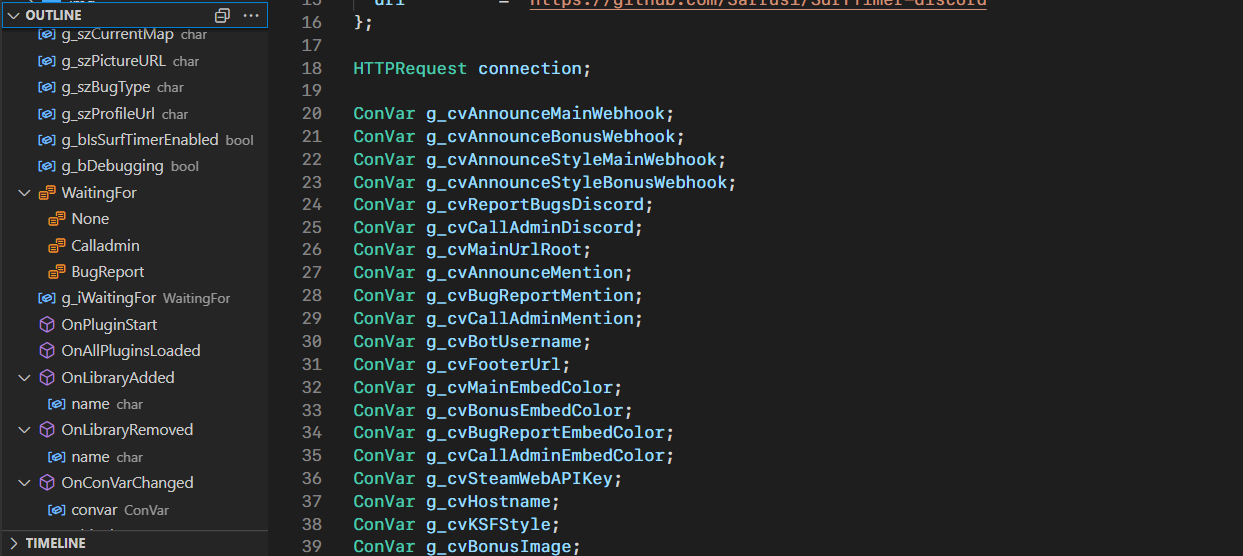 OUTLINE
g_szCurrentMap char
g_szPictureURL char
g_szBugType char
g_szProfileUrl char
g_bIsSurfTimerEnabled bool
g_bDebugging bool
WaitingFor
None
Calladmin
BugReport
g_iWaitingFor WaitingFor
OnPluginStart
OnAllPluginsLoaded
OnLibraryAdded
name char
OnLibraryRemoved
name char
OnConVarChanged
convar ConVar
TIMELINE
15 url = "https://github.com/Sarrus1/SurfTimer-discord"
16 };
17
18 HTTPRequest connection;
19
20 ConVar g_cvAnnounceMainWebhook;
21 ConVar g_cvAnnounceBonusWebhook;
22 ConVar g_cvAnnounceStyleMainWebhook;
23 ConVar g_cvAnnounceStyleBonusWebhook;
24 ConVar g_cvReportBugsDiscord;
25 ConVar g_cvCallAdminDiscord;
26 ConVar g_cvMainUrlRoot;
27 ConVar g_cvAnnounceMention;
28 ConVar g_cvBugReportMention;
29 ConVar g_cvCallAdminMention;
30 ConVar g_cvBotUsername;
31 ConVar g_cvFooterUrl;
32 ConVar g_cvMainEmbedColor;
33 ConVar g_cvBonusEmbedColor;
34 ConVar g_cvBugReportEmbedColor;
35 ConVar g_cvCallAdminEmbedColor;
36 ConVar g_cvSteamWebAPIKey;
37 ConVar g_cvHostname;
38 ConVar g_cvKSFStyle;
39 ConVar g_cvBonusImage;